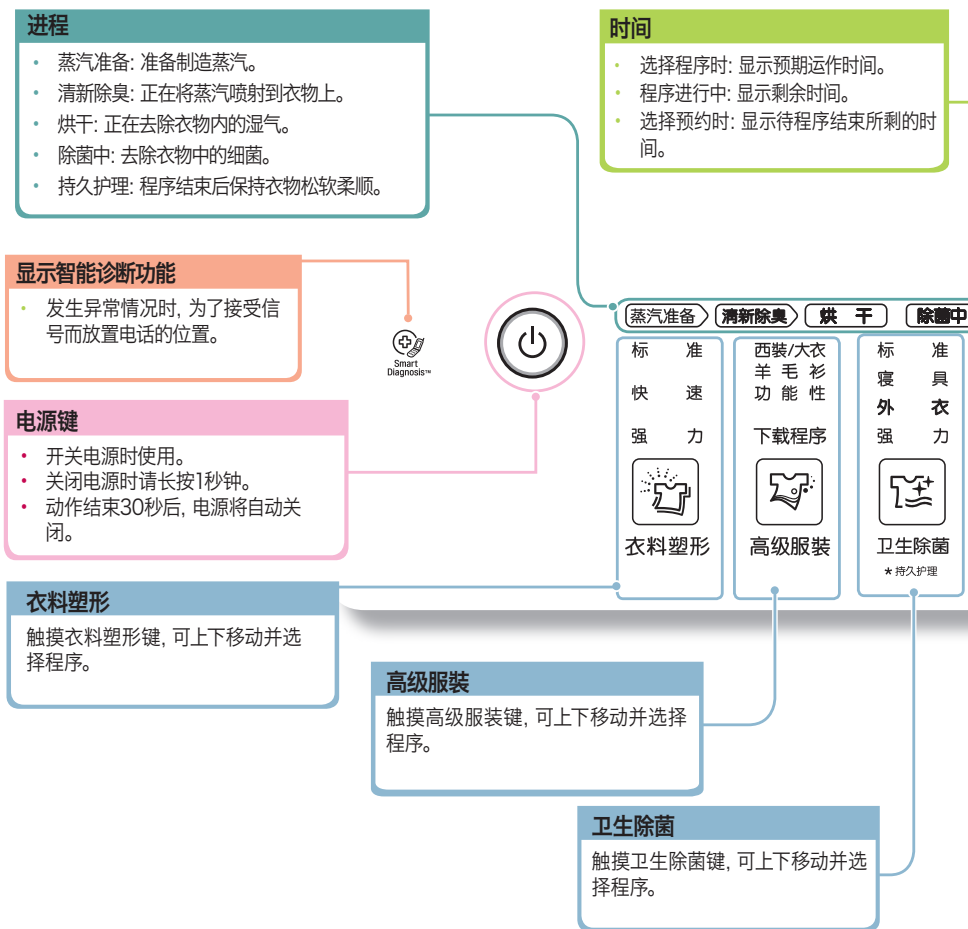 进程
• 蒸汽准备: 准备制造蒸汽。
• 清新除臭: 正在将蒸汽喷射到衣物上。
• 烘干: 正在去除衣物内的湿气。
• 除菌中: 去除衣物中的细菌。
• 持久护理: 程序结束后保持衣物松软柔顺。
时间
• 选择程序时: 显示预期运作时间。
• 程序进行中: 显示剩余时间。
• 选择预约时: 显示待程序结束所剩的时
间。
显示智能诊断功能
• 发生异常情况时, 为了接受信
号而放置电话的位置。
Smart
Diagnosis™
电源键
• 开关电源时使用。
• 关闭电源时请长按1秒钟。
• 动作结束30秒后, 电源将自动关
闭。
蒸汽准备 清新除臭 烘 干 除菌中
标 准
快 速
强 力
衣料塑形
西裝/大衣
羊 毛 衫
功 能 性
下载程序
高级服裝
标 准
寝 具
外 衣
强 力
卫生除菌
*持久护理
衣料塑形
触摸衣料塑形键, 可上下移动并选
择程序。
高级服裝
触摸高级服装键, 可上下移动并选择
程序。
卫生除菌
触摸卫生除菌键, 可上下移动并选
择程序。